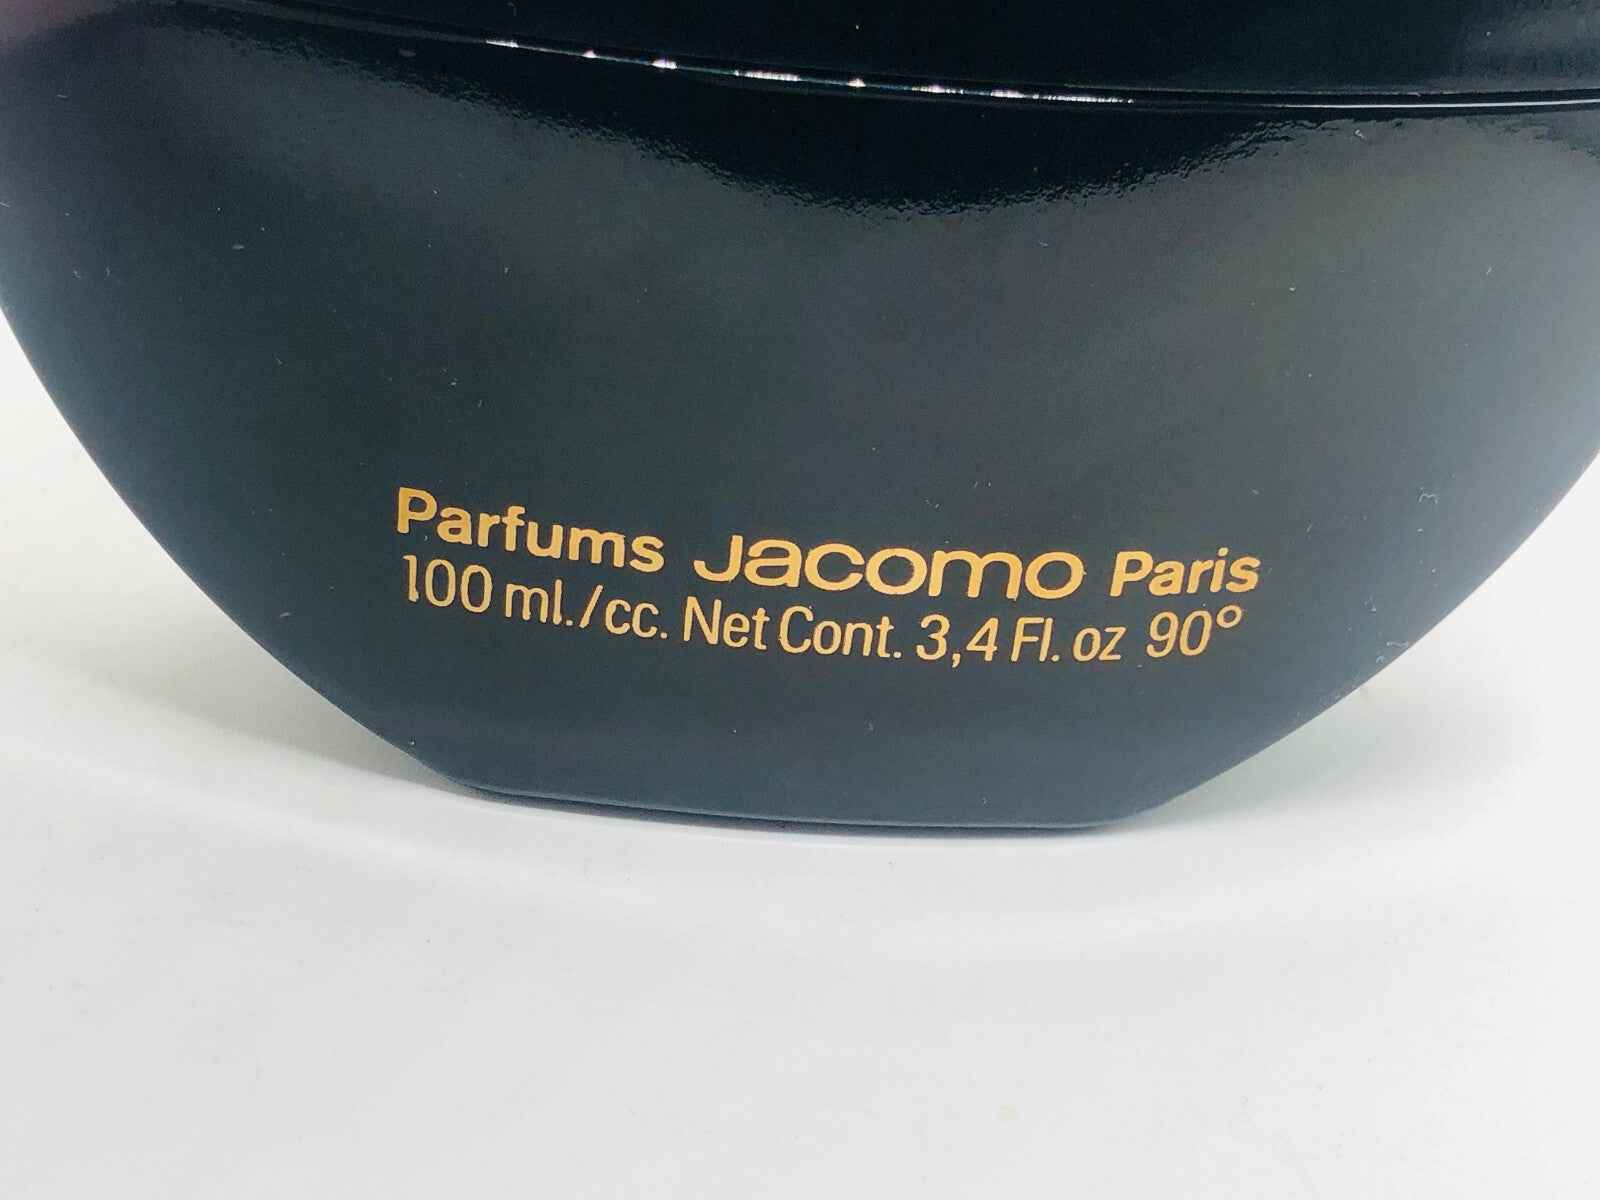 Parfums Jacomo Paris
100 ml./cc. Net Cont. 3,4 Fl. oz 90°